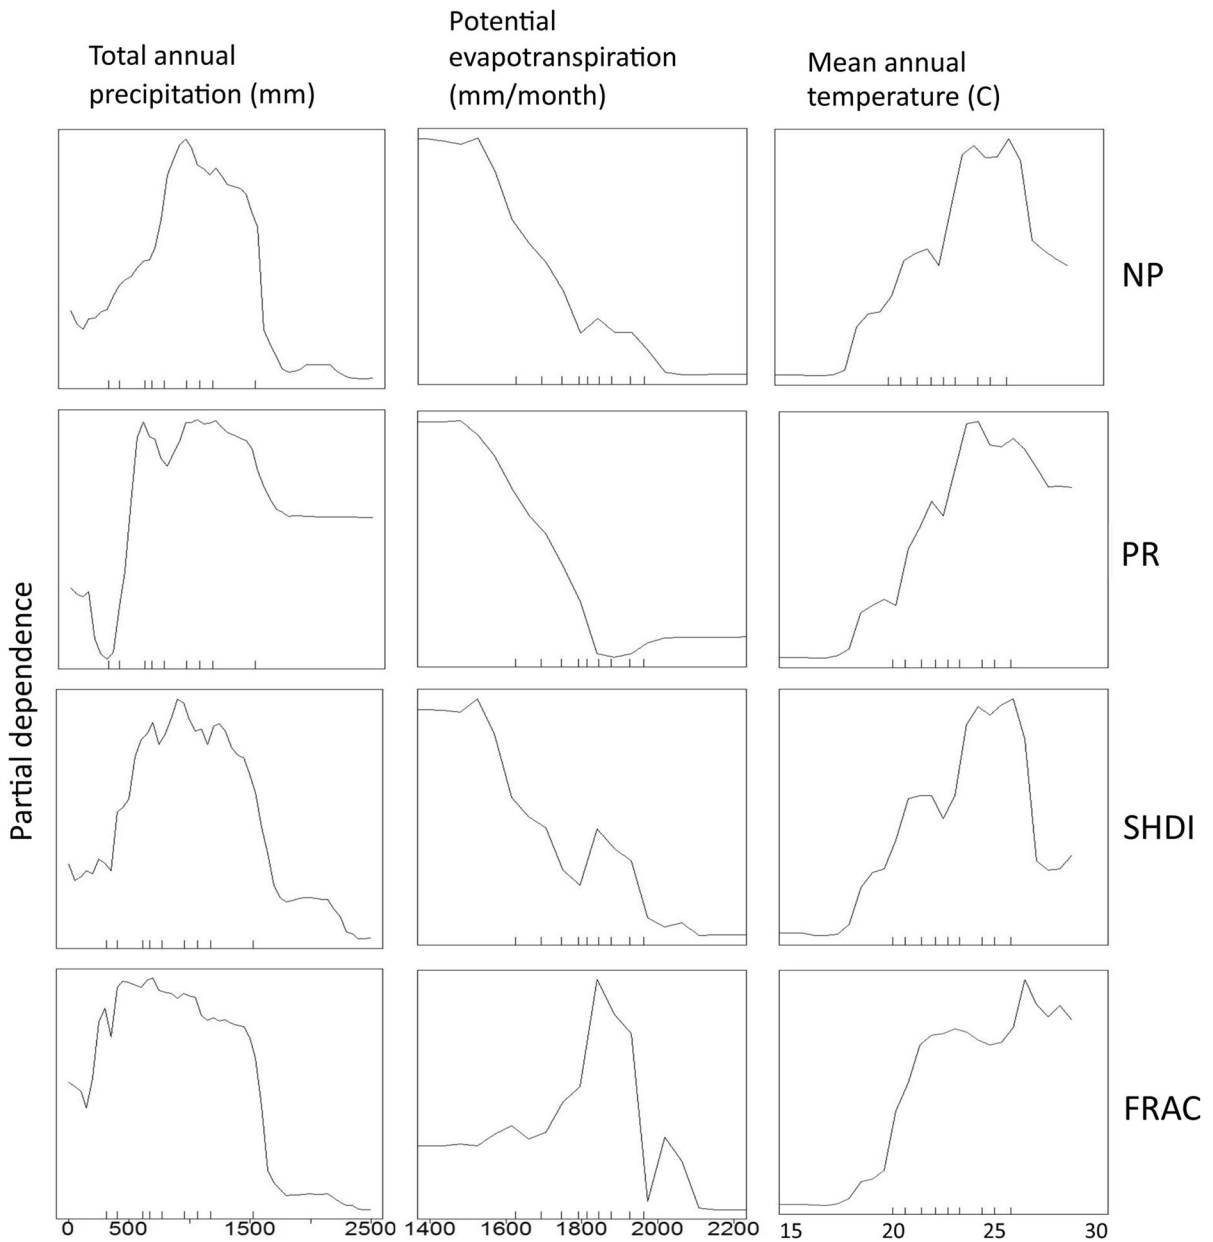 Total annual
precipitation (mm)
Potential
evapotranspiration
(mm/month)
Mean annual
temperature (C)
NP
PR
SHDI
FRAC
Partial dependence
0 500 1500 2500
1400 1600 1800 2000 2200
15 20 25 30